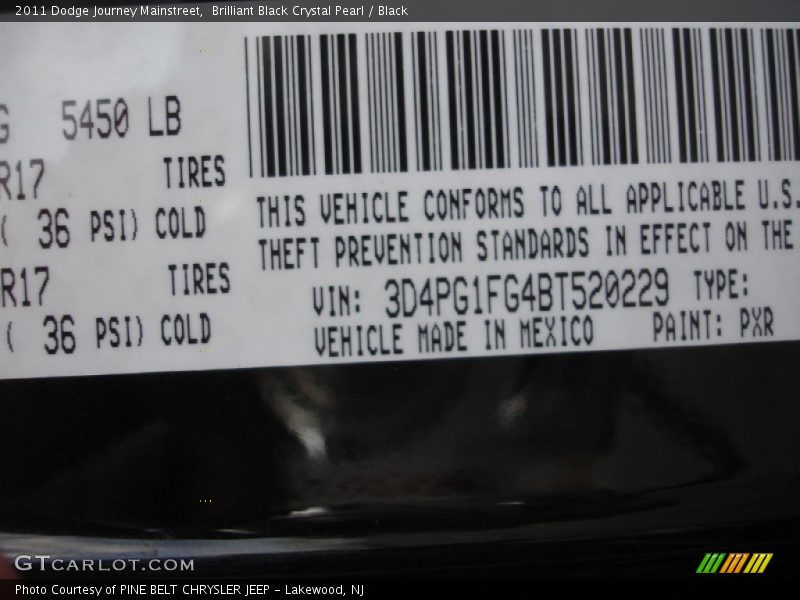 2011 Dodge Journey Mainstreet, Brilliant Black Crystal Pearl / Black
5450 LB
R17 TIRES
( 36 PSI) COLD
R17 TIRES
( 36 PSI) COLD
THIS VEHICLE CONFORMS TO ALL APPLICABLE U.S.
THEFT PREVENTION STANDARDS IN EFFECT ON THE
VIN: 3D4PG1FG4BT520229 TYPE:
VEHICLE MADE IN MEXICO PAINT: PXR
GTCARLOT.COM
Photo Courtesy of PINE BELT CHRYSLER JEEP - Lakewood, NJ